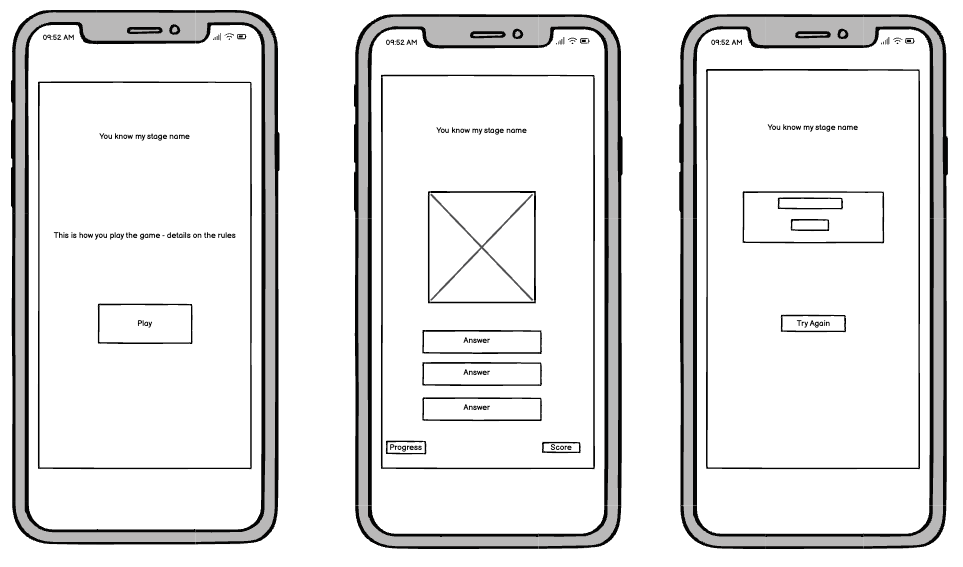 09:52 AM
You know my stage name
This is how you play the game - details on the rules
Play
09:52 AM
You know my stage name
Answer
Answer
Answer
Progress
Score
09:52 AM
You know my stage name
Try Again